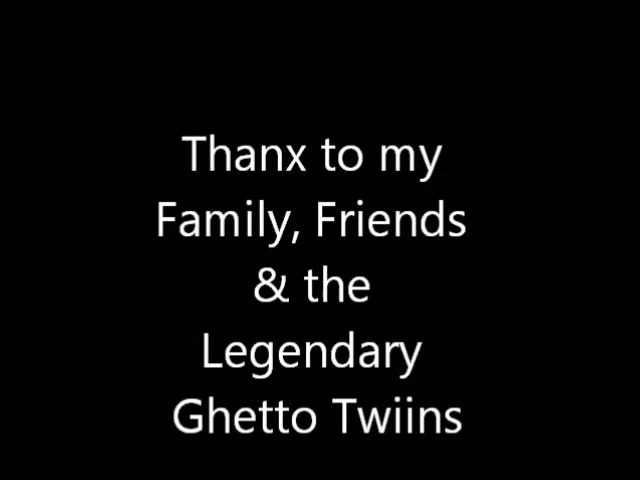 Thanx to my
Family, Friends
& the
Legendary
Ghetto Twiins